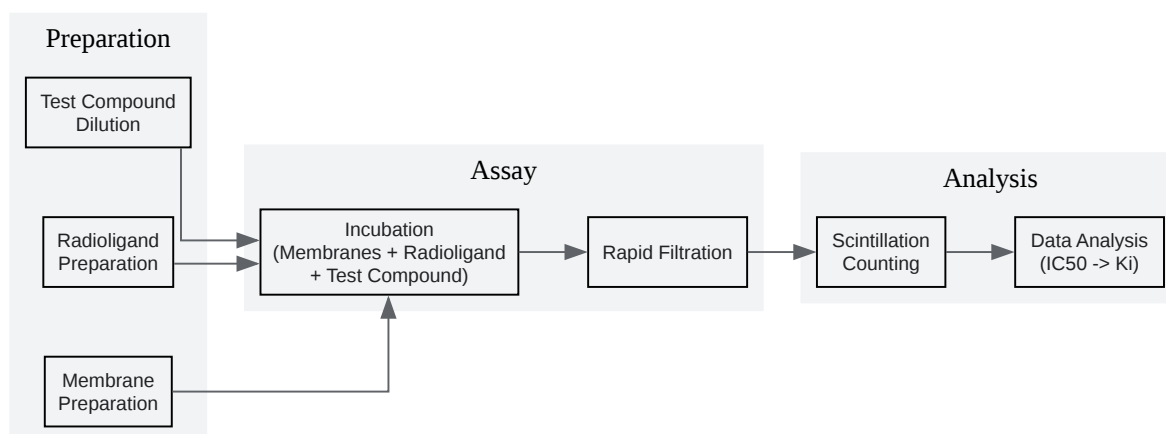 Preparation
Test Compound
Dilution
Radioligand
Preparation
Membrane
Preparation
Assay
Incubation
(Membranes + Radioligand
+ Test Compound)
Rapid Filtration
Analysis
Scintillation
Counting
Data Analysis
(IC50 -> Ki)